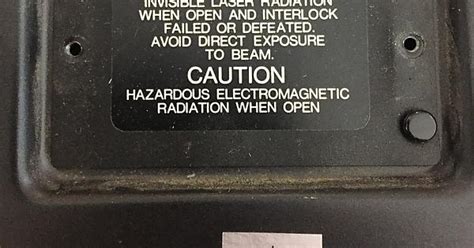 INVISIBLE LASER RADIATION
WHEN OPEN AND INTERLOCK
FAILED OR DEFEATED.
AVOID DIRECT EXPOSURE
TO BEAM.
CAUTION
HAZARDOUS ELECTROMAGNETIC
RADIATION WHEN OPEN